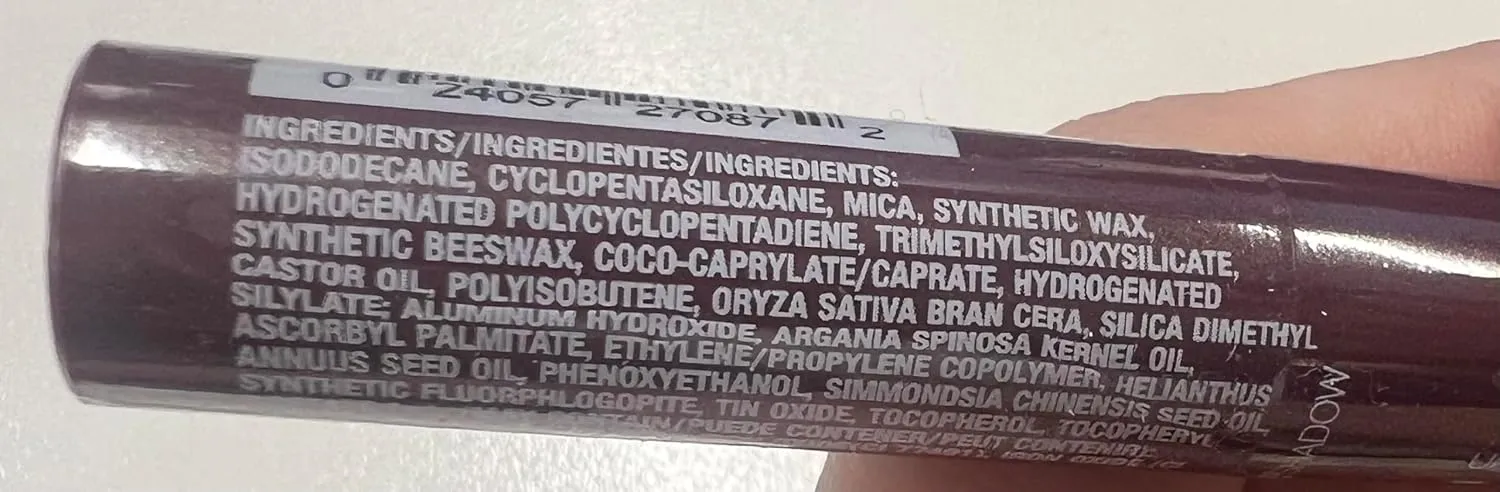 0 24057 27087 2
INGREDIENTS/INGREDIENTES/INGREDIENTS:
ISODODECANE, CYCLOPENTASILOXANE, MICA, SYNTHETIC WAX,
HYDROGENATED POLYCYCLOPENTADIENE, TRIMETHYLSILOXYSILICATE,
SYNTHETIC BEESWAX, COCO-CAPRYLATE/CAPRATE, HYDROGENATED
CASTOR OIL, POLYISOBUTENE, ORYZA SATIVA BRAN CERA, SILICA DIMETHYL
SILYLATE, ALUMINUM HYDROXIDE, ARGANIA SPINOSA KERNEL OIL,
ASCORBYL PALMITATE, ETHYLENE/PROPYLENE COPOLYMER, HELIANTHUS
ANNUUS SEED OIL, PHENOXYETHANOL, SIMMONDSIA CHINENSIS SEED OIL,
SYNTHETIC FLUORPHLOGOPITE, TIN OXIDE, TOCOPHEROL, TOCOPHERYL
CONTAIN/PUEDE CONTENER/PEUT CONTENIR:
IRON OXIDE